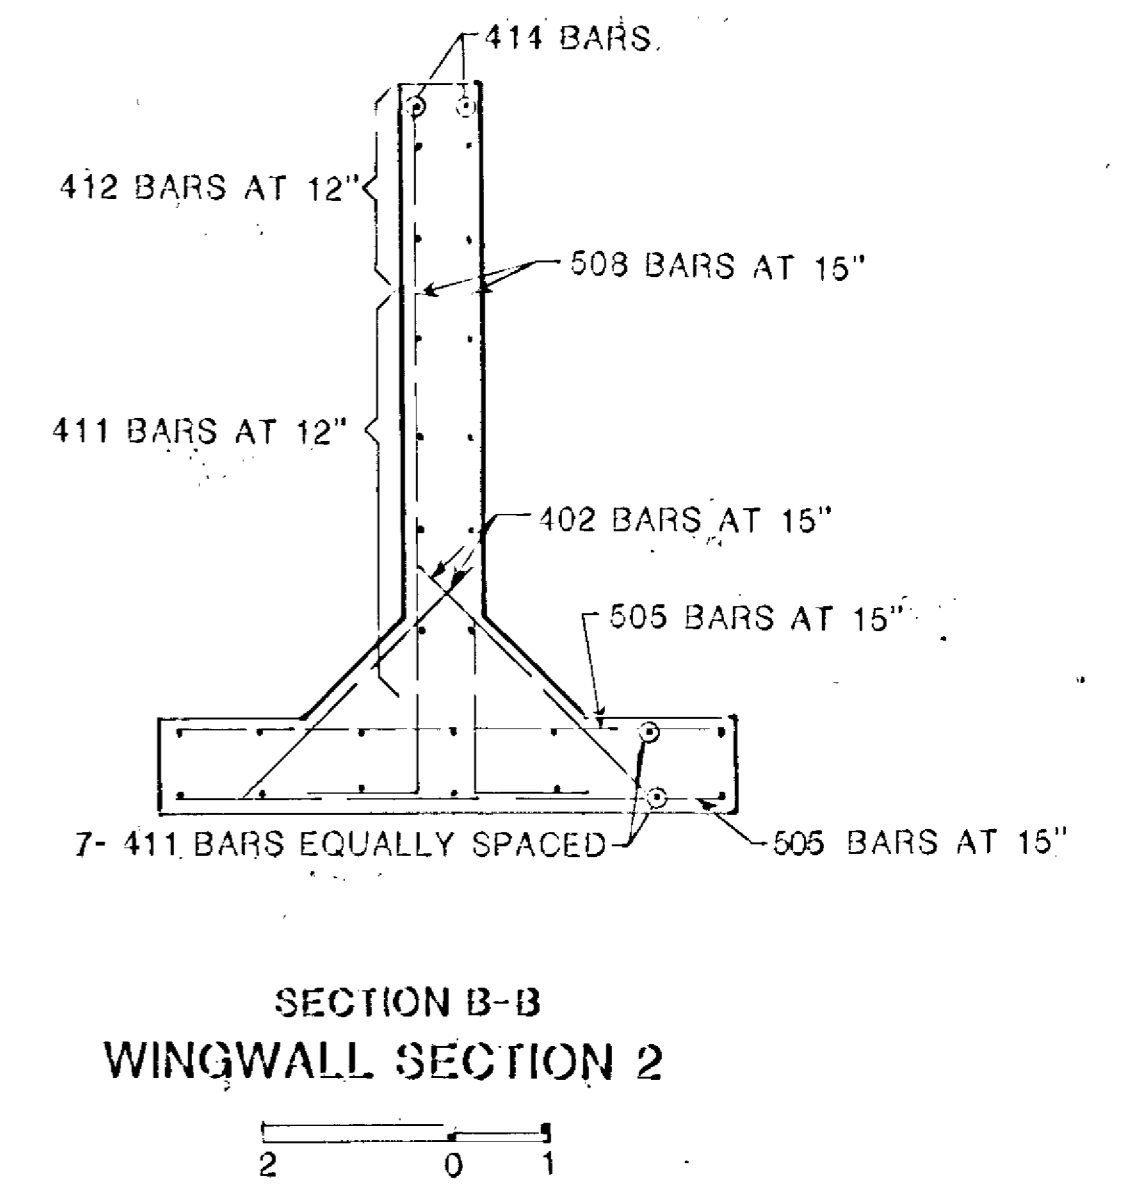 414 BARS.
412 BARS AT 12"
508 BARS AT 15"
411 BARS AT 12"
402 BARS AT 15"
505 BARS AT 15"
7- 411 BARS EQUALLY SPACED
505 BARS AT 15"
SECTION B-B
WINGWALL SECTION 2
2 0 1